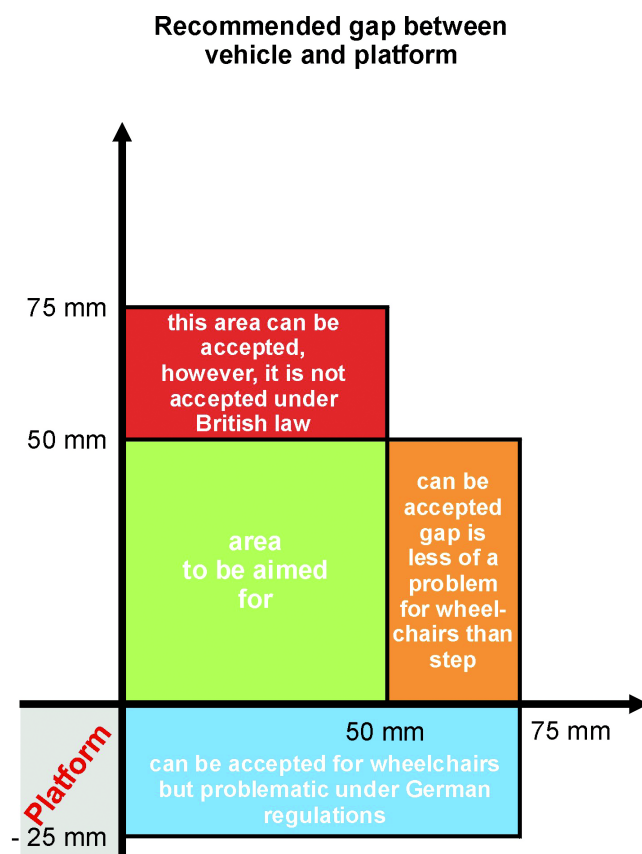 Recommended gap between
vehicle and platform
75 mm
this area can be
accepted,
however, it is not
accepted under
British law
50 mm
area
to be aimed
for
can be
accepted
gap is
less of a
problem
for wheel-
chairs than
step
50 mm
75 mm
Platform
can be accepted for wheelchairs
but problematic under German
regulations
- 25 mm